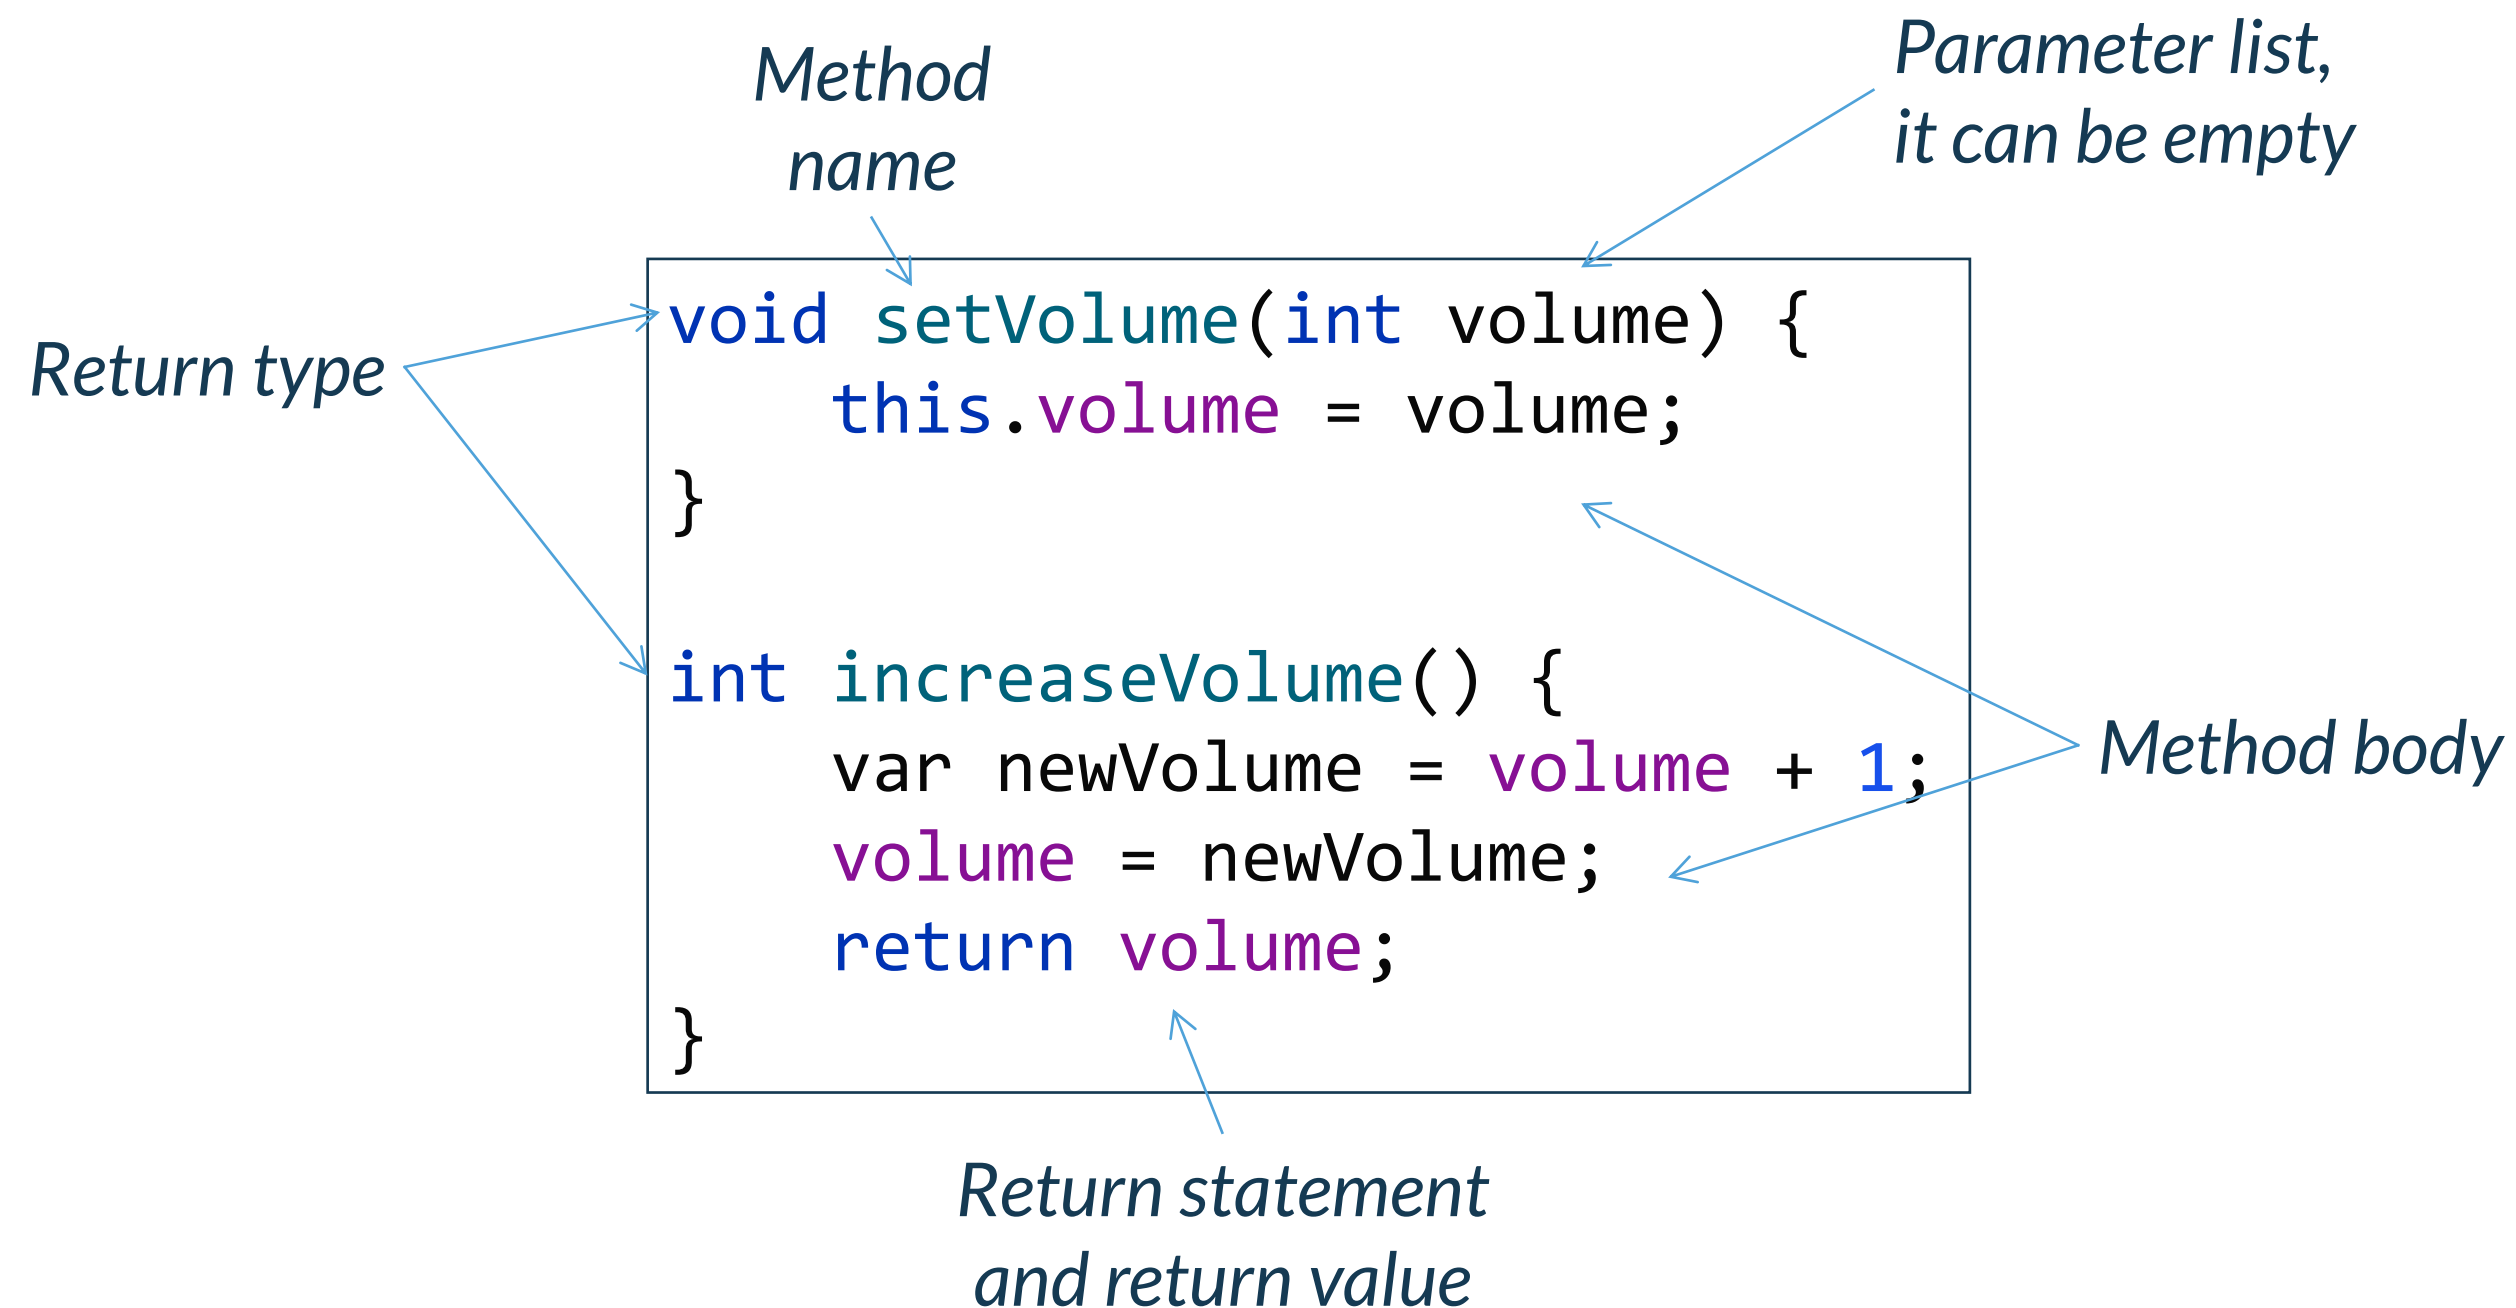 Method
name
Parameter list,
it can be empty
Return type
void setVolume(int volume) {
    this.volume = volume;
}
int increaseVolume() {
    var newVolume = volume + 1;
    volume = newVolume;
    return volume;
}
Method body
Return statement
and return value